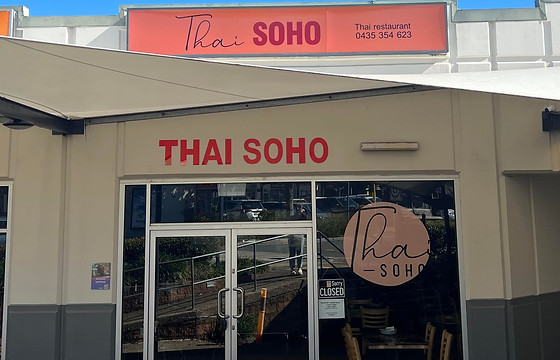 Thai SOHO
Thai restaurant
0435 354 623
THAI SOHO
Thai
SOHO
Sorry
CLOSED